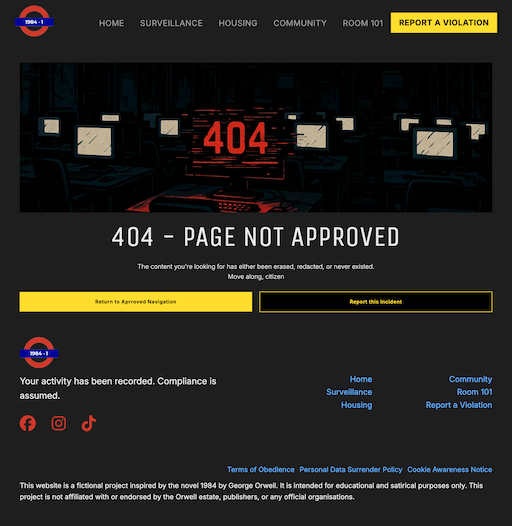 1984 - 1
HOME SURVEILLANCE HOUSING COMMUNITY ROOM 101 REPORT A VIOLATION
404
404 - PAGE NOT APPROVED
The content you're looking for has either been erased, redacted, or never existed.
Move along, citizen
Return to Aprroved Navigation
Report this Incident
1984 - 1
Your activity has been recorded. Compliance is
assumed.
Home
Surveillance
Housing
Community
Room 101
Report a Violation
Terms of Obedience Personal Data Surrender Policy Cookie Awareness Notice
This website is a fictional project inspired by the novel 1984 by George Orwell. It is intended for educational and satirical purposes only. This
project is not affiliated with or endorsed by the Orwell estate, publishers, or any official organisations.